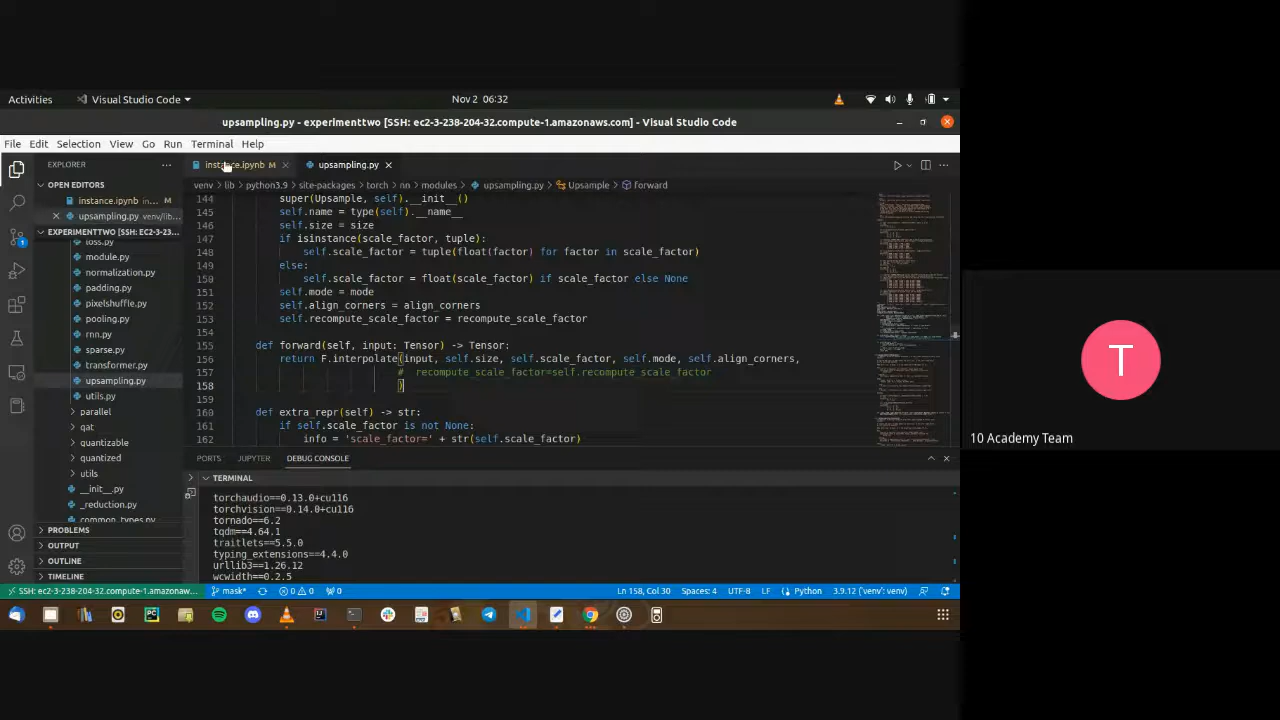 Activities
Visual Studio Code
Nov 2 06:32
upsampling.py - experimenttwo [SSH: ec2-3-238-204-32.compute-1.amazonaws.com] - Visual Studio Code
File Edit Selection View Go Run Terminal Help
EXPLORER
instance.ipynb M
upsampling.py
OPEN EDITORS
instance.ipynb in... M
upsampling.py venv/lib...
EXPERIMENTTWO [SSH: EC2-3-23...
loss.py
module.py
normalization.py
padding.py
pixelshuffle.py
pooling.py
rnn.py
sparse.py
transformer.py
upsampling.py
utils.py
parallel
qat
quantizable
quantized
utils
__init__.py
_reduction.py
common_types.py
PROBLEMS
OUTPUT
OUTLINE
TIMELINE
venv > lib > python3.9 > site-packages > torch > nn > modules > upsampling.py > Upsample > forward
144 super(Upsample, self).__init__()
145 self.name = type(self).__name__
146 self.size = size
147 if isinstance(scale_factor, tuple):
148 self.scale_factor = tuple(float(factor) for factor in scale_factor)
149 else:
150 self.scale_factor = float(scale_factor) if scale_factor else None
151 self.mode = mode
152 self.align_corners = align_corners
153 self.recompute_scale_factor = recompute_scale_factor
154
155 def forward(self, input: Tensor) -> Tensor:
156 return F.interpolate(input, self.size, self.scale_factor, self.mode, self.align_corners,
157 # recompute_scale_factor=self.recompute_scale_factor
158 )
159
160 def extra_repr(self) -> str:
161 if self.scale_factor is not None:
162 info = 'scale_factor=' + str(self.scale_factor)
PORTS JUPYTER DEBUG CONSOLE
TERMINAL
torchaudio==0.13.0+cu116
torchvision==0.14.0+cu116
tornado==6.2
tqdm==4.64.1
traitlets==5.5.0
typing_extensions==4.4.0
urllib3==1.26.12
wcwidth==0.2.5
SSH: ec2-3-238-204-32.compute-1.amazonaw... master* 0 0 0 Ln 158, Col 30 Spaces: 4 UTF-8 LF Python 3.9.12 ('venv': venv)
T
10 Academy Team